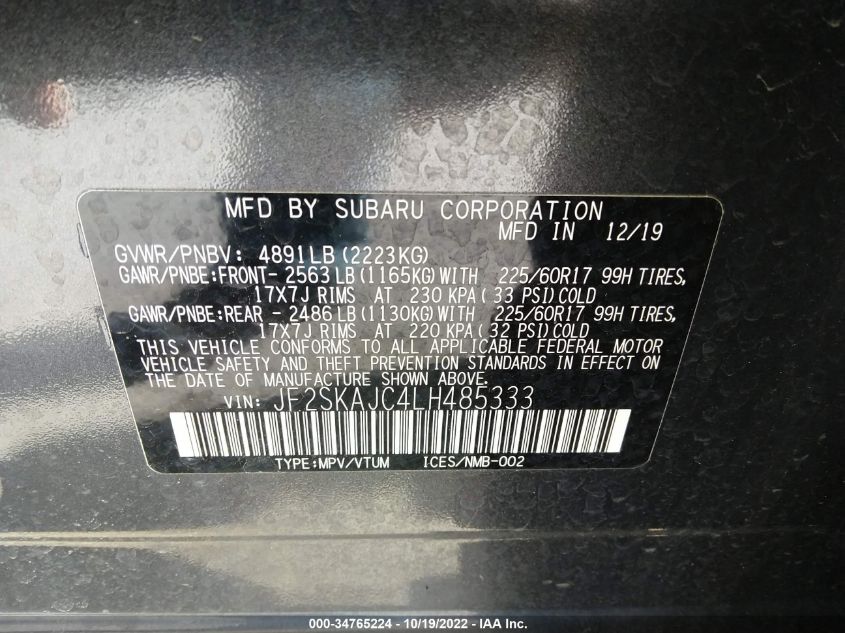 MFD BY SUBARU CORPORATION
MFD IN 12/19
GVWR/PNBV: 4891LB (2223KG)
GAWR/PNBE:FRONT- 2563LB (1165KG) WITH 225/60R17 99H TIRES,
17X7J RIMS AT 230 KPA( 33 PSI) COLD
GAWR/PNBE:REAR - 2486LB (1130KG) WITH 225/60R17 99H TIRES,
17X7J RIMS AT 220 KPA( 32 PSI) COLD
THIS VEHICLE CONFORMS TO ALL APPLICABLE FEDERAL MOTOR
VEHICLE SAFETY AND THEFT PREVENTION STANDARDS IN EFFECT ON
THE DATE OF MANUFACTURE SHOWN ABOVE.
VIN: JF2SKAJC4LH485333
TYPE:MPV/VTUM ICES/NMB-002
000-34765224 - 10/19/2022 - IAA Inc.